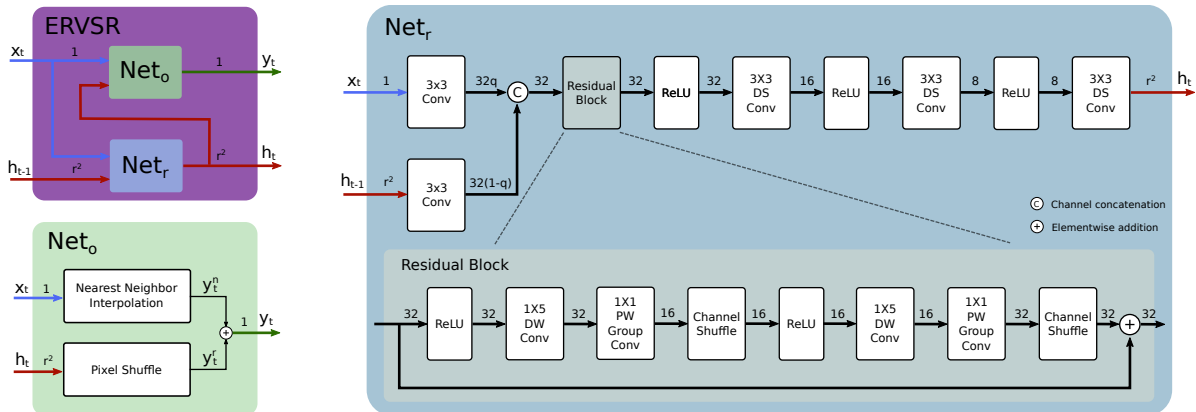 ERVSR
xₜ
1
Netₒ
1
yₜ
hₜ₋₁
r²
Netᵣ
r²
hₜ
Netₒ
xₜ
1
Nearest Neighbor
Interpolation
yₜⁿ
+
1
yₜ
hₜ
r²
Pixel Shuffle
yₜʳ
Netᵣ
xₜ
1
3x3
Conv
32q
C
32
Residual
Block
32
ReLU
32
3X3
DS
Conv
16
ReLU
16
3X3
DS
Conv
8
ReLU
8
3X3
DS
Conv
r²
hₜ
hₜ₋₁
r²
3x3
Conv
32(1-q)
C Channel concatenation
+ Elementwise addition
Residual Block
32
ReLU
32
1X5
DW
Conv
32
1X1
PW
Group
Conv
16
Channel
Shuffle
16
ReLU
16
1X5
DW
Conv
16
1X1
PW
Group
Conv
32
Channel
Shuffle
32
+
32